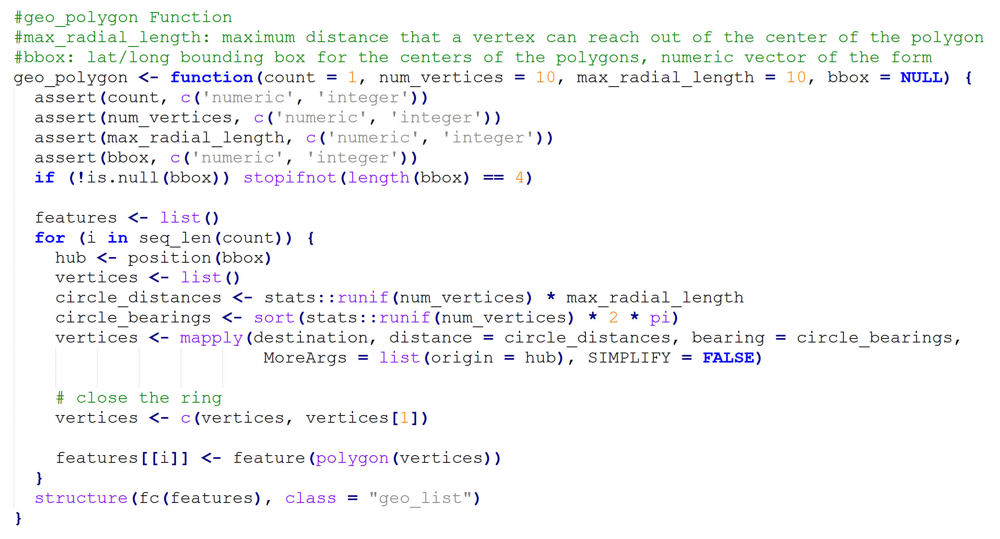 #geo_polygon Function
#max_radial_length: maximum distance that a vertex can reach out of the center of the polygon
#bbox: lat/long bounding box for the centers of the polygons, numeric vector of the form
geo_polygon <- function(count = 1, num_vertices = 10, max_radial_length = 10, bbox = NULL) {
  assert(count, c('numeric', 'integer'))
  assert(num_vertices, c('numeric', 'integer'))
  assert(max_radial_length, c('numeric', 'integer'))
  assert(bbox, c('numeric', 'integer'))
  if (!is.null(bbox)) stopifnot(length(bbox) == 4)

  features <- list()
  for (i in seq_len(count)) {
    hub <- position(bbox)
    vertices <- list()
    circle_distances <- stats::runif(num_vertices) * max_radial_length
    circle_bearings <- sort(stats::runif(num_vertices) * 2 * pi)
    vertices <- mapply(destination, distance = circle_distances, bearing = circle_bearings,
                        MoreArgs = list(origin = hub), SIMPLIFY = FALSE)

    # close the ring
    vertices <- c(vertices, vertices[1])

    features[[i]] <- feature(polygon(vertices))
  }
  structure(fc(features), class = "geo_list")
}